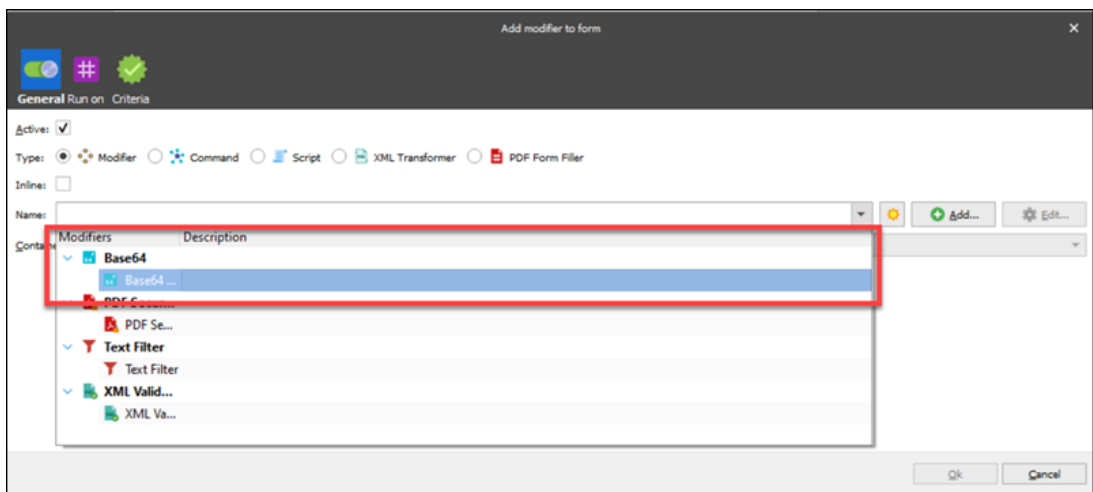 Add modifier to form
General Run on Criteria
Active:
Type: Modifier Command Script XML Transformer PDF Form Filler
Inline:
Name: Add... Edit...
Modifiers Description
Base64
Base64 ...
PDF Se...
Text Filter
Text Filter
XML Valid...
XML Va...
Ok Cancel